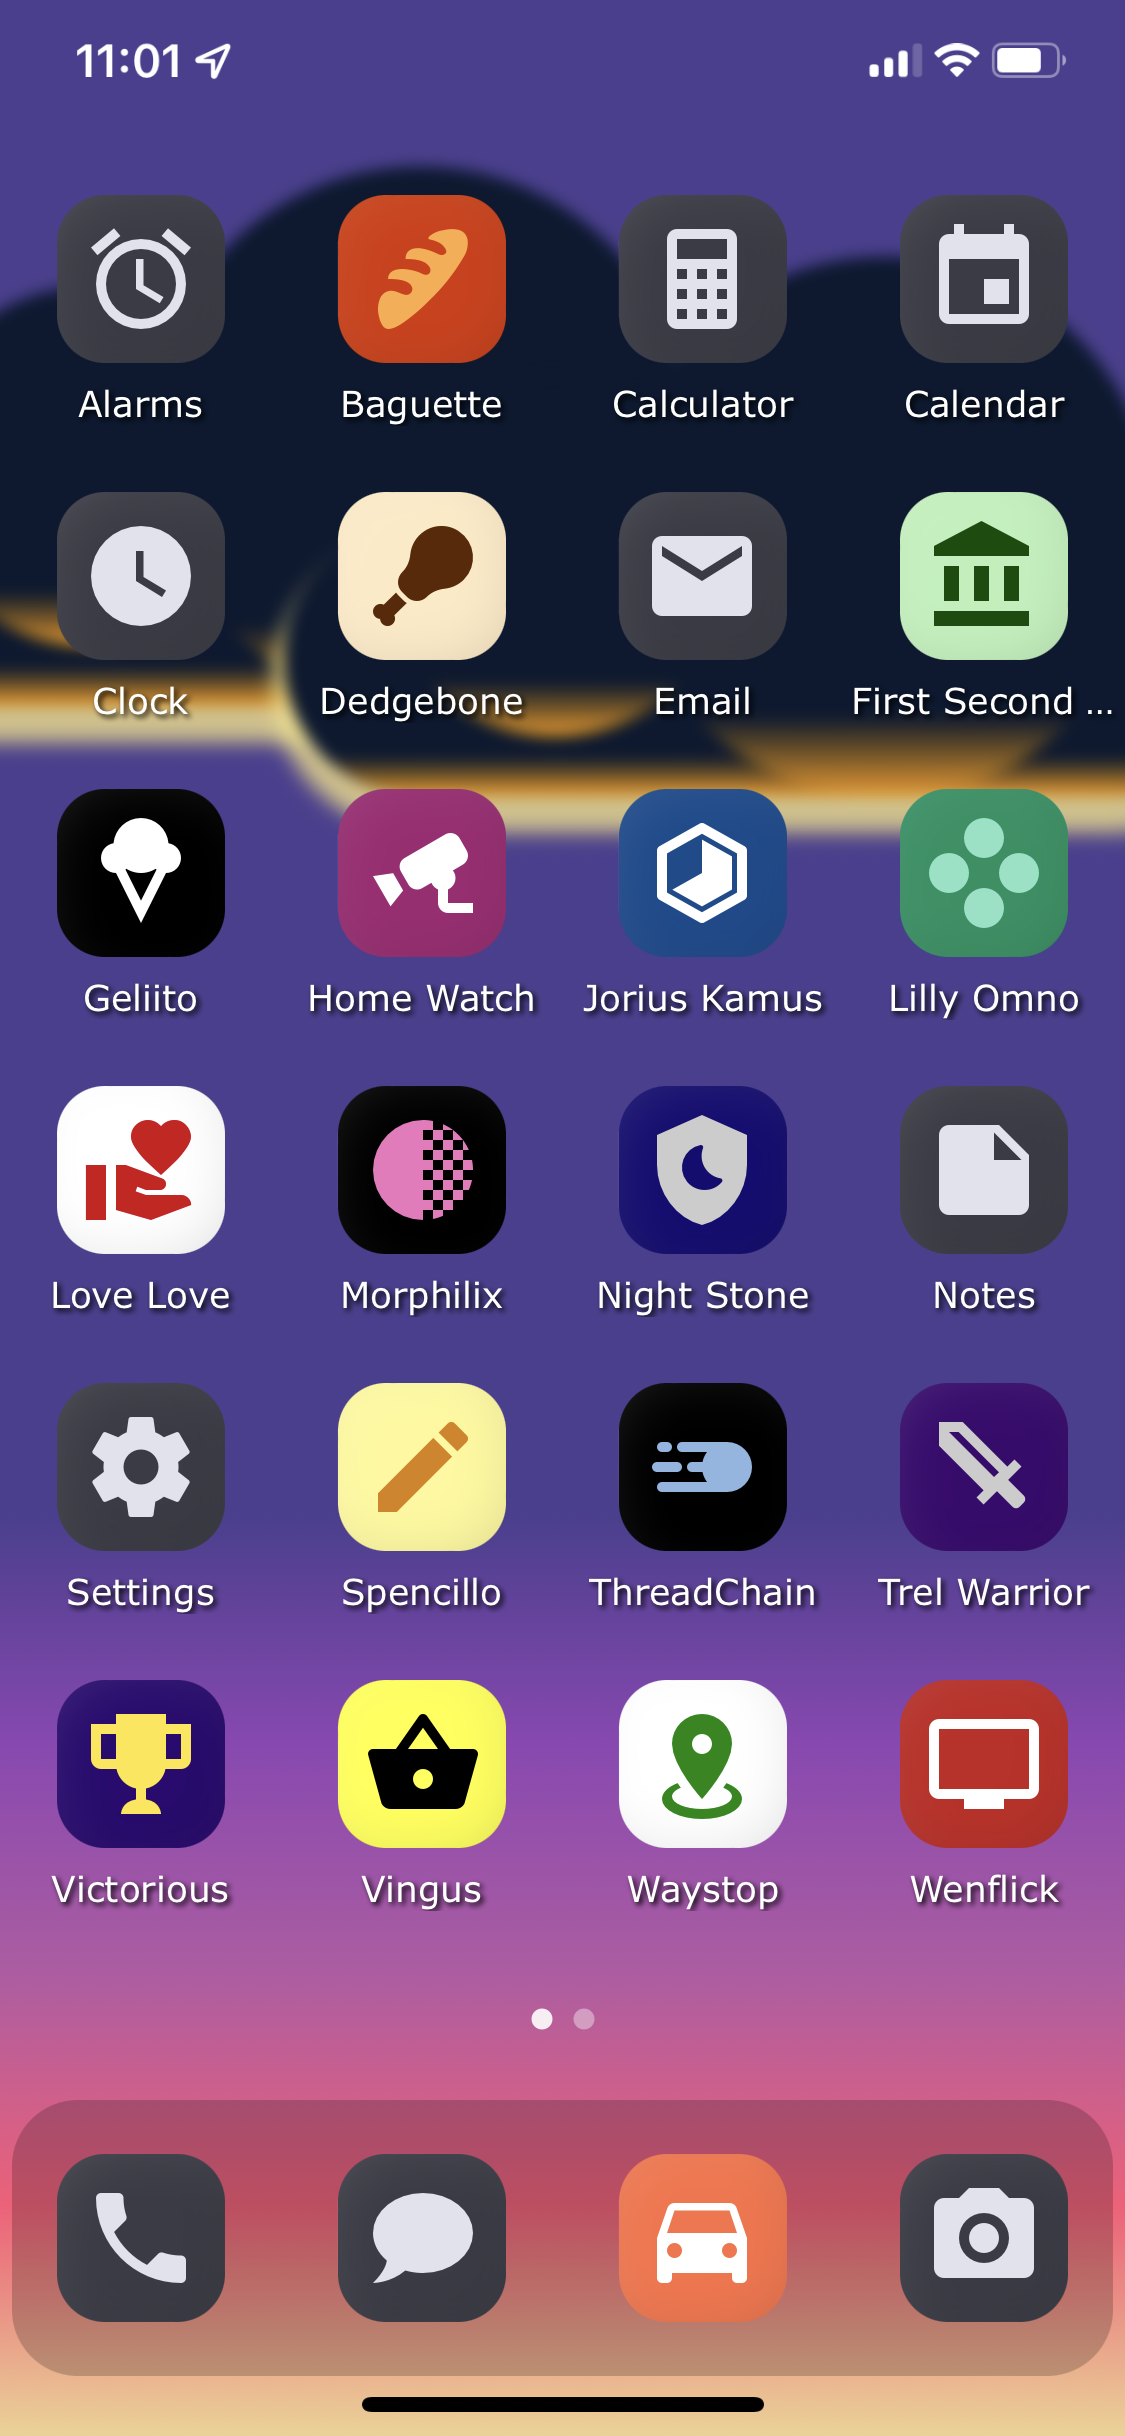 11:01
Alarms
Baguette
Calculator
Calendar
Clock
Dedgebone
Email
First Second ...
Geliito
Home Watch
Jorius Kamus
Lilly Omno
Love Love
Morphilix
Night Stone
Notes
Settings
Spencillo
ThreadChain
Trel Warrior
Victorious
Vingus
Waystop
Wenflick